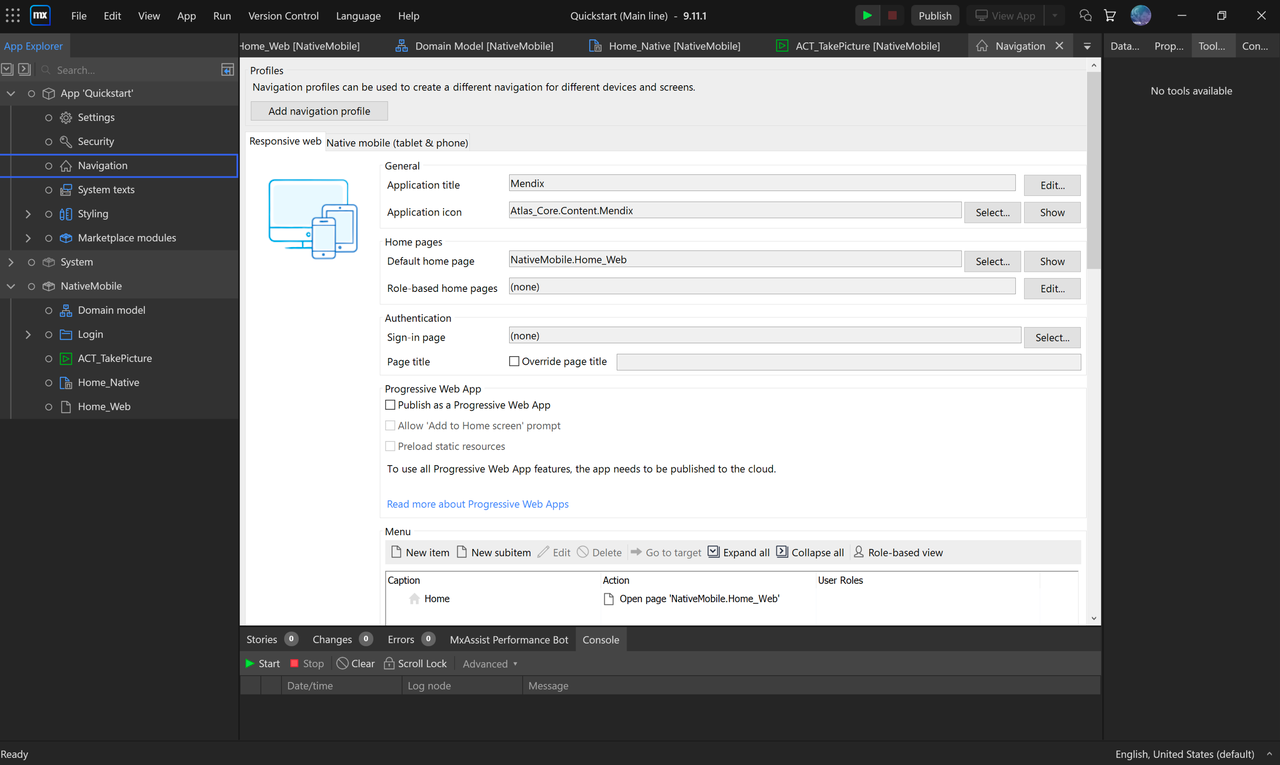 mx File Edit View App Run Version Control Language Help Quickstart (Main line) - 9.11.1 Publish View App
App Explorer Home_Web [NativeMobile] Domain Model [NativeMobile] Home_Native [NativeMobile] ACT_TakePicture [NativeMobile] Navigation Data... Prop... Tool... Con...
Search...
App 'Quickstart'
Settings
Security
Navigation
System texts
Styling
Marketplace modules
System
NativeMobile
Domain model
Login
ACT_TakePicture
Home_Native
Home_Web
Profiles
Navigation profiles can be used to create a different navigation for different devices and screens.
Add navigation profile
Responsive web Native mobile (tablet & phone)
General
Application title Mendix Edit...
Application icon Atlas_Core.Content.Mendix Select... Show
Home pages
Default home page NativeMobile.Home_Web Select... Show
Role-based home pages (none) Edit...
Authentication
Sign-in page (none) Select...
Page title Override page title
Progressive Web App
Publish as a Progressive Web App
Allow 'Add to Home screen' prompt
Preload static resources
To use all Progressive Web App features, the app needs to be published to the cloud.
Read more about Progressive Web Apps
Menu
New item New subitem Edit Delete Go to target Expand all Collapse all Role-based view
Caption Action User Roles
Home Open page 'NativeMobile.Home_Web'
No tools available
Stories 0 Changes 0 Errors 0 MxAssist Performance Bot Console
Start Stop Clear Scroll Lock Advanced
Date/time Log node Message
Ready English, United States (default)